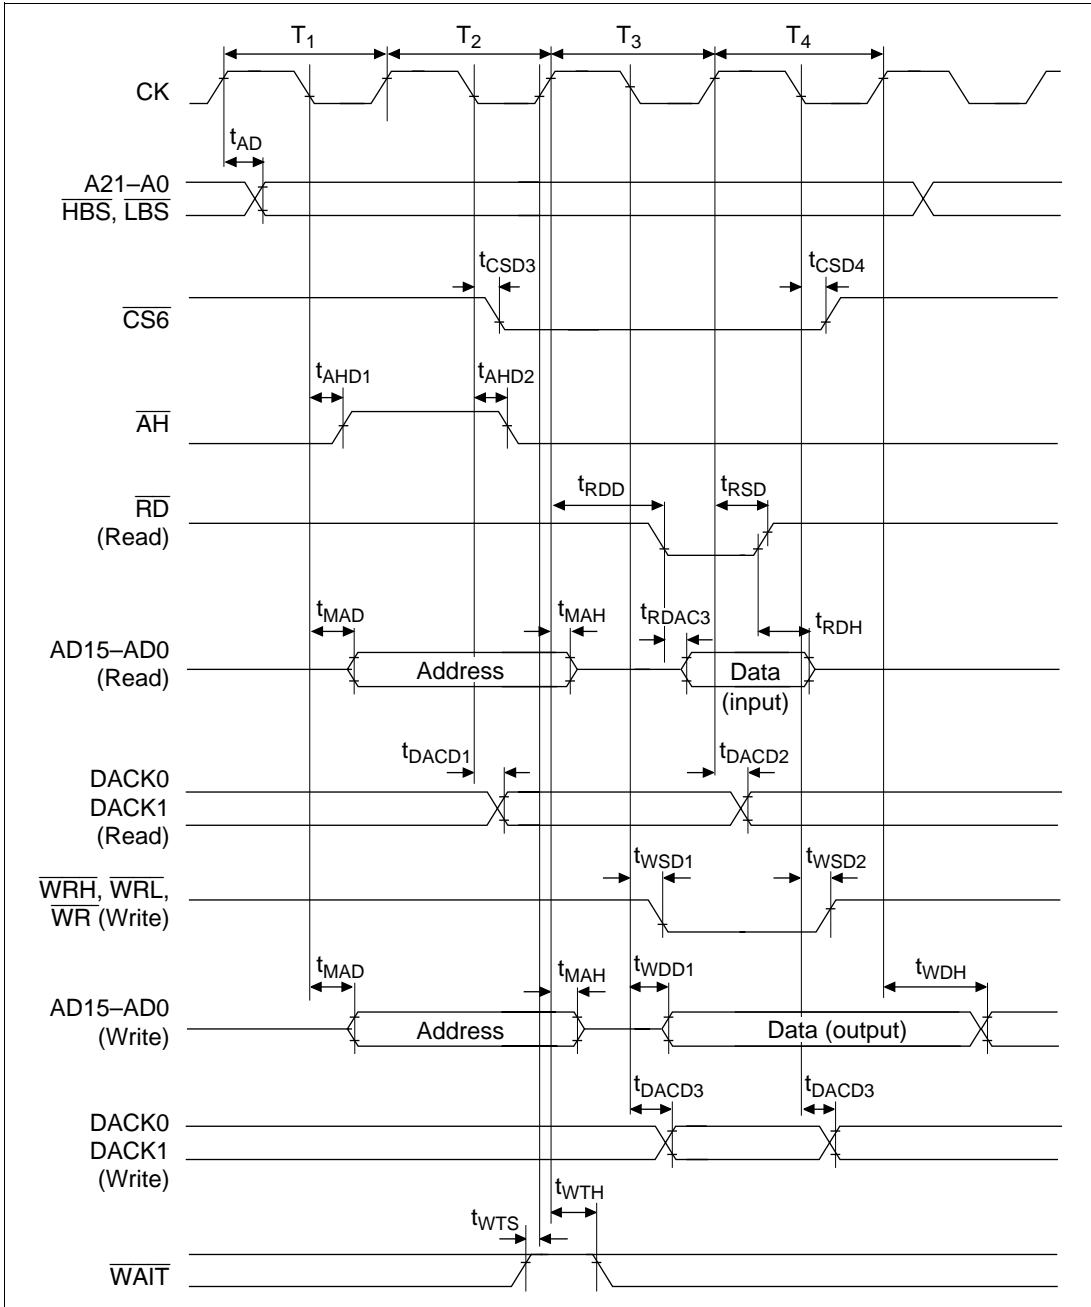 T1 T2 T3 T4
CK
tAD
A21–A0
HBS, LBS
tCSD3 tCSD4
CS6
tAHD1 tAHD2
AH
tRDD tRSD
RD
(Read)
tMAD tMAH tRDAC3 tRDH
AD15–AD0
(Read)
Address Data
(input)
tDACD1 tDACD2
DACK0
DACK1
(Read)
tWSD1 tWSD2
WRH, WRL,
WR (Write)
tMAD tMAH tWDD1 tWDH
AD15–AD0
(Write)
Address Data (output)
tDACD3 tDACD3
DACK0
DACK1
(Write)
tWTH
tWTS
WAIT